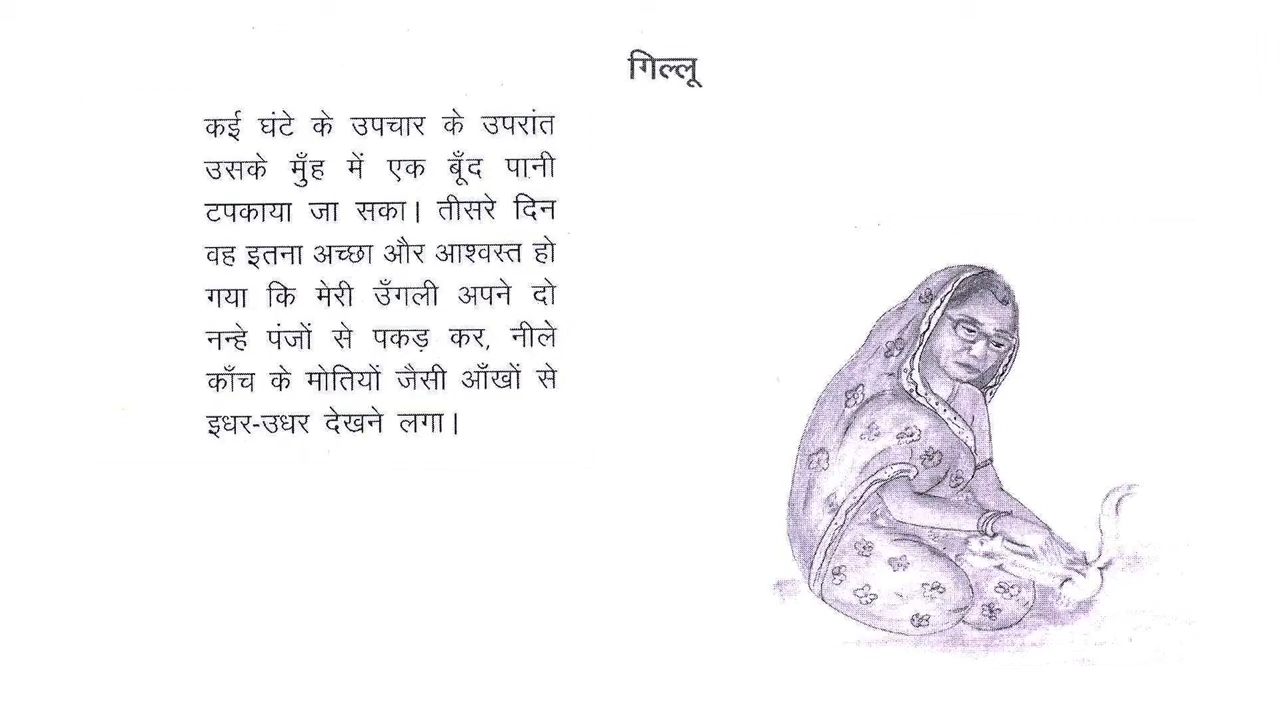 गिल्लू
कई घंटे के उपचार के उपरांत
उसके मुँह में एक बूँद पानी
टपकाया जा सका। तीसरे दिन
वह इतना अच्छा और आश्वस्त हो
गया कि मेरी उँगली अपने दो
नन्हे पंजों से पकड़ कर, नीले
काँच के मोतियों जैसी आँखों से
इधर-उधर देखने लगा।